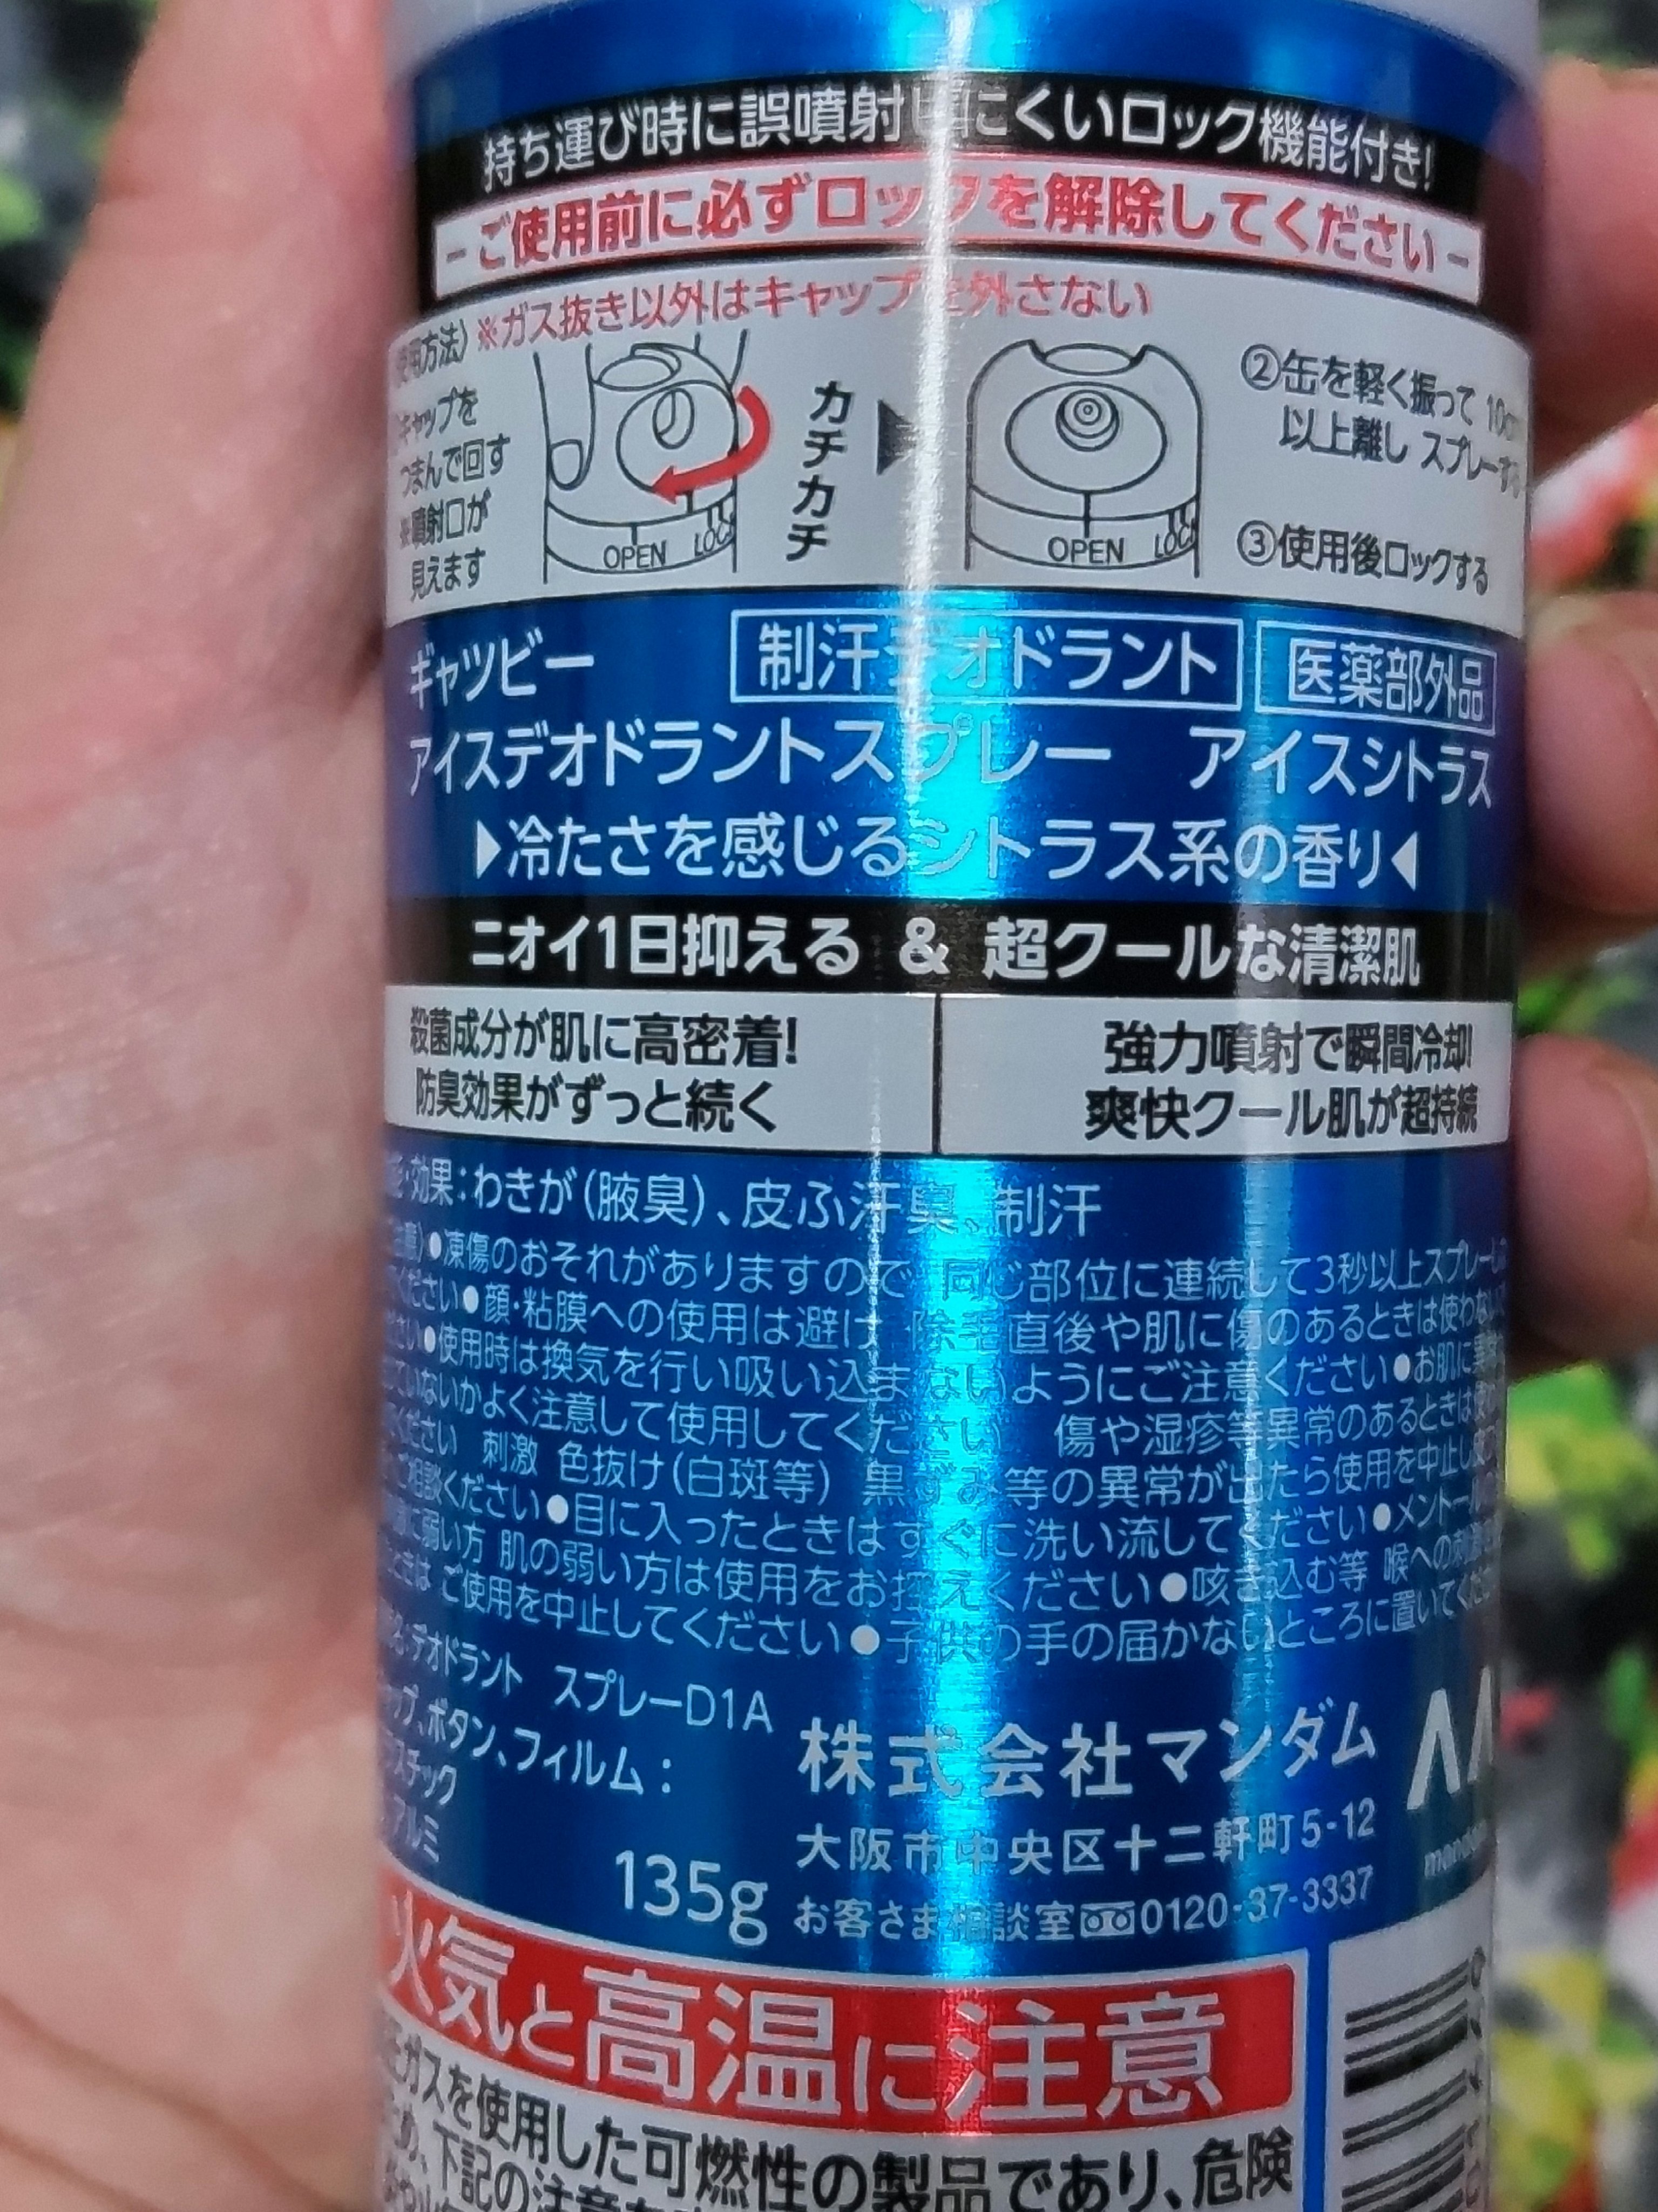 持ち運び時に誤噴射しにくいロック機能付き!
－ご使用前に必ずロックを解除してください－
使用方法〉※ガス抜き以外はキャップを外さない
キャップを
つまんで回す
※噴射口が
見えます
OPEN LOCK
カチカチ
OPEN LOCK
②缶を軽く振って 10cm
以上離し スプレーする
③使用後ロックする
ギャツビー 制汗デオドラント 医薬部外品
アイスデオドラントスプレー アイスシトラス
▶冷たさを感じるシトラス系の香り◀
ニオイ1日抑える & 超クールな清潔肌
殺菌成分が肌に高密着!
防臭効果がずっと続く
強力噴射で瞬間冷却!
爽快クール肌が超持続
効果：わきが（腋臭）、皮ふ汗臭、制汗
●凍傷のおそれがありますので 同じ部位に連続して3秒以上スプレーし
ください●顔・粘膜への使用は避け 除毛直後や肌に傷のあるときは使わ
さい●使用時は換気を行い吸い込まないようにご注意ください●お肌に異常
ていないかよく注意して使用してください 傷や湿疹等異常のあるときは
ください 刺激 色抜け（白斑等）黒ずみ等の異常が出たら使用を中止し
ご相談ください●目に入ったときはすぐに洗い流してください●メントール
に弱い方 肌の弱い方は使用をお控えください●咳き込む等 喉への刺激
ときは ご使用を中止してください●子供の手の届かないところに置いてくだ
デオドラント スプレーD1A
ップ、ボタン、フィルム：
スチック
アルミ
135g
株式会社マンダム
大阪市中央区十二軒町5-12
お客さま相談室 0120-37-3337
火気と高温に注意
ガスを使用した可燃性の製品であり、危険
め、下記の注意